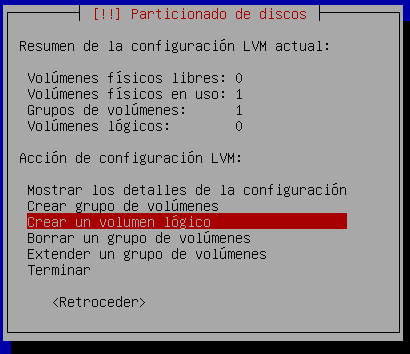 [!!] Particionado de discos
Resumen de la configuración LVM actual:
Volúmenes físicos libres: 0
Volúmenes físicos en uso: 1
Grupos de volúmenes: 1
Volúmenes lógicos: 0
Acción de configuración LVM:
Mostrar los detalles de la configuración
Crear grupo de volúmenes
Crear un volumen lógico
Borrar un grupo de volúmenes
Extender un grupo de volúmenes
Terminar
<Retroceder>